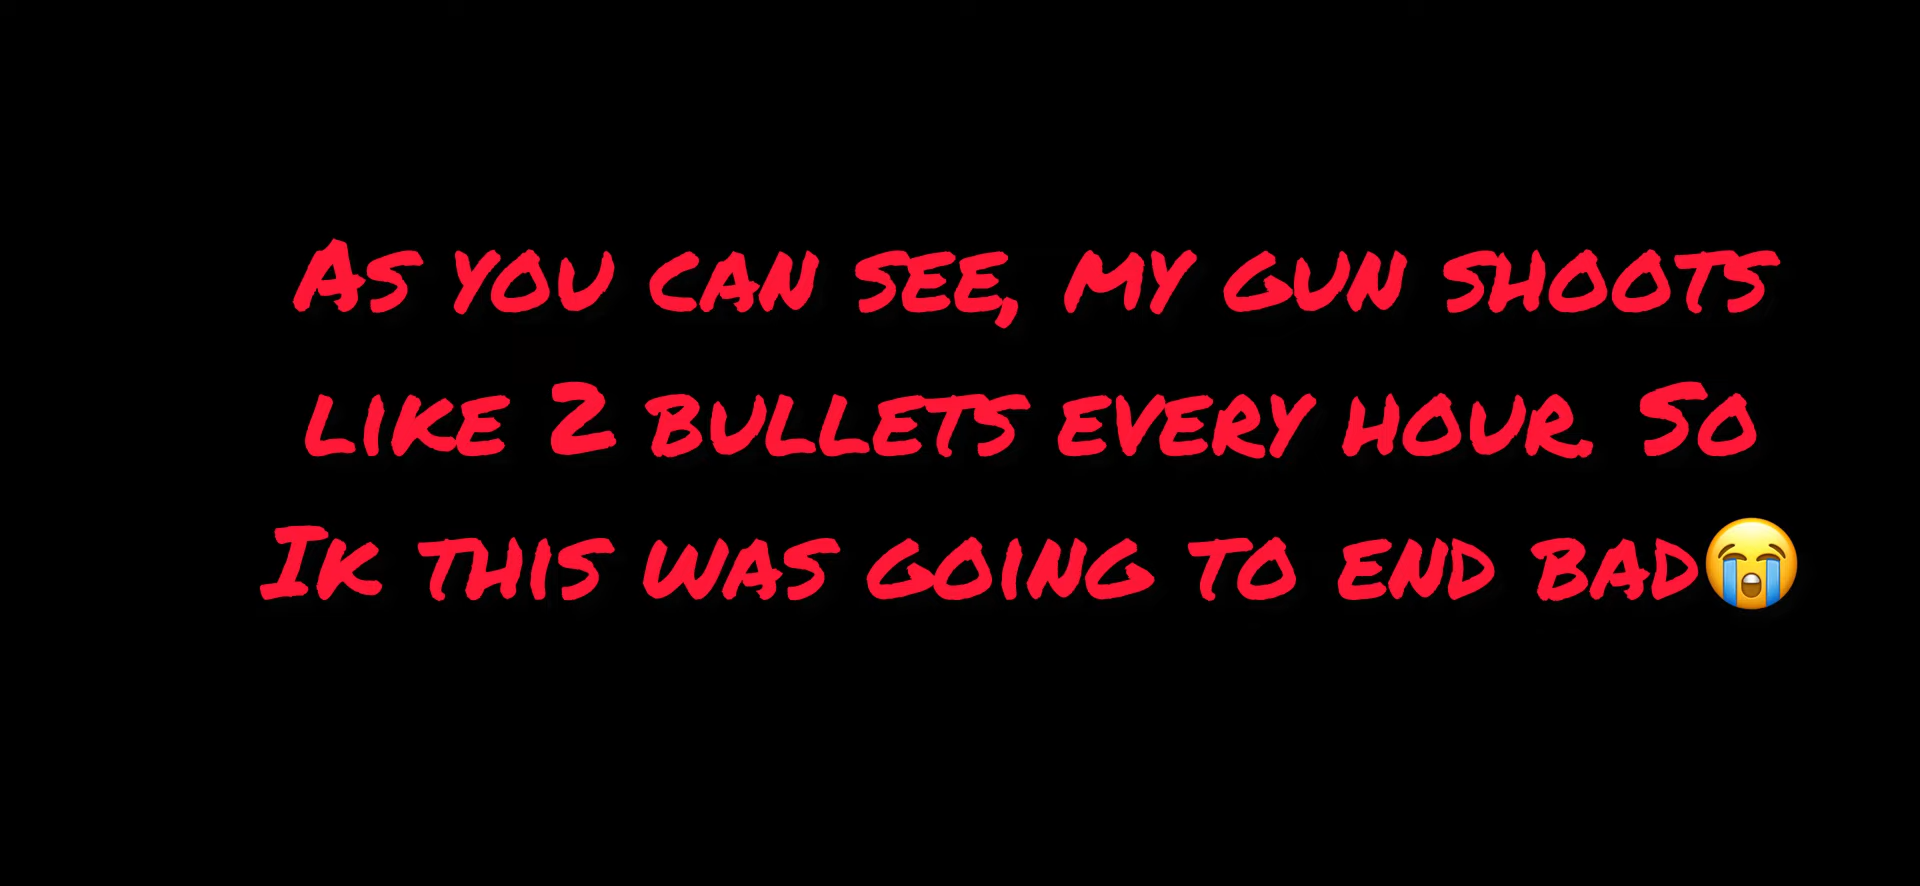 As you can see, my gun shoots
like 2 bullets every hour. So
Ik this was going to end bad😭